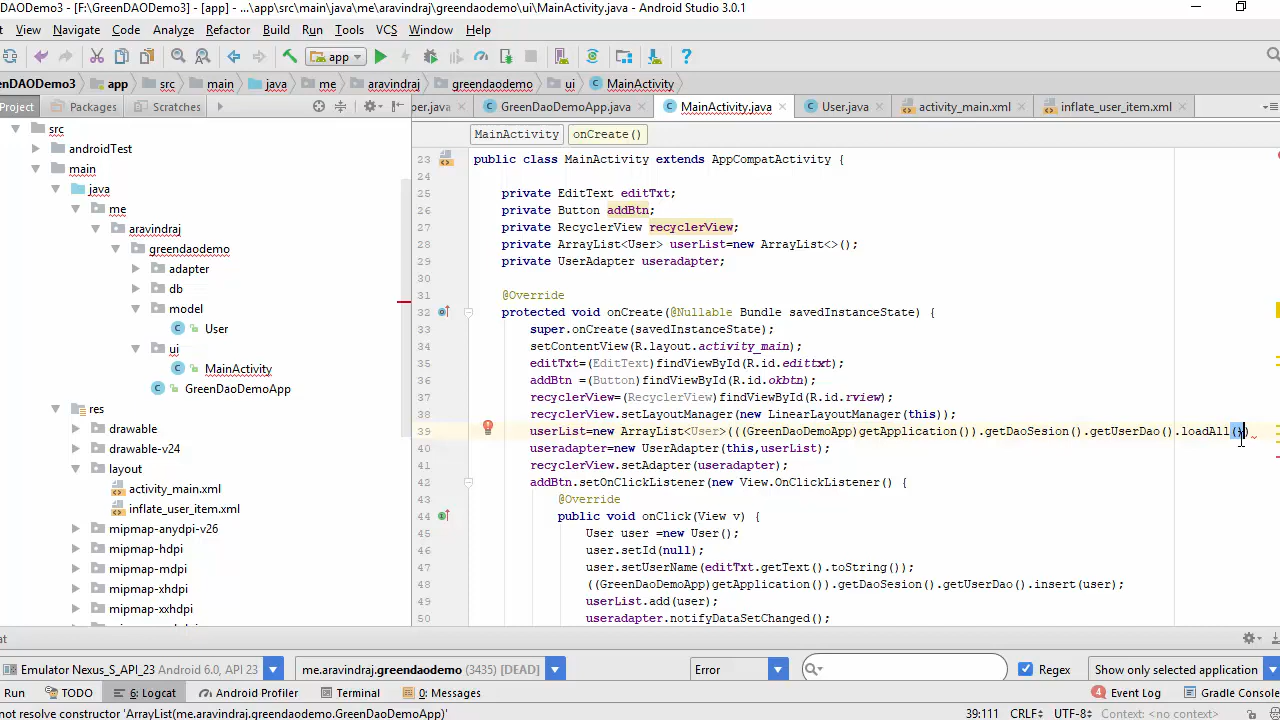 DAODemo3] - [F:\GreenDAODemo3] - [app] - ...\app\src\main\java\me\aravindraj\greendaodemo\ui\MainActivity.java - Android Studio 3.0.1
t View Navigate Code Analyze Refactor Build Run Tools VCS Window Help
app
eenDAODemo3 app src main java me aravindraj greendaodemo ui MainActivity
Project Packages Scratches per.java GreenDaoDemoApp.java MainActivity.java User.java activity_main.xml inflate_user_item.xml
MainActivity onCreate()
src
androidTest
main
java
me
aravindraj
greendaodemo
adapter
db
model
User
ui
MainActivity
GreenDaoDemoApp
res
drawable
drawable-v24
layout
activity_main.xml
inflate_user_item.xml
mipmap-anydpi-v26
mipmap-hdpi
mipmap-mdpi
mipmap-xhdpi
mipmap-xxhdpi
23 public class MainActivity extends AppCompatActivity {
24
25 private EditText editTxt;
26 private Button addBtn;
27 private RecyclerView recyclerView;
28 private ArrayList<User> userList=new ArrayList<>();
29 private UserAdapter useradapter;
30
31 @Override
32 protected void onCreate(@Nullable Bundle savedInstanceState) {
33 super.onCreate(savedInstanceState);
34 setContentView(R.layout.activity_main);
35 editTxt=(EditText)findViewById(R.id.edittxt);
36 addBtn =(Button)findViewById(R.id.okbtn);
37 recyclerView=(RecyclerView)findViewById(R.id.rview);
38 recyclerView.setLayoutManager(new LinearLayoutManager(this));
39 userList=new ArrayList<User>(((GreenDaoDemoApp)getApplication()).getDaoSesion().getUserDao().loadAll())
40 useradapter=new UserAdapter(this,userList);
41 recyclerView.setAdapter(useradapter);
42 addBtn.setOnClickListener(new View.OnClickListener() {
43 @Override
44 public void onClick(View v) {
45 User user =new User();
46 user.setId(null);
47 user.setUserName(editTxt.getText().toString());
48 ((GreenDaoDemoApp)getApplication()).getDaoSesion().getUserDao().insert(user);
49 userList.add(user);
50 useradapter.notifyDataSetChanged();
at
Emulator Nexus_S_API_23 Android 6.0, API 23 me.aravindraj.greendaodemo (3435) [DEAD] Error Regex Show only selected application
Run TODO 6: Logcat Android Profiler Terminal 0: Messages 4 Event Log Gradle Console
not resolve constructor 'ArrayList(me.aravindraj.greendaodemo.GreenDaoDemoApp)' 39:111 CRLF÷ UTF-8÷ Context: <no context>